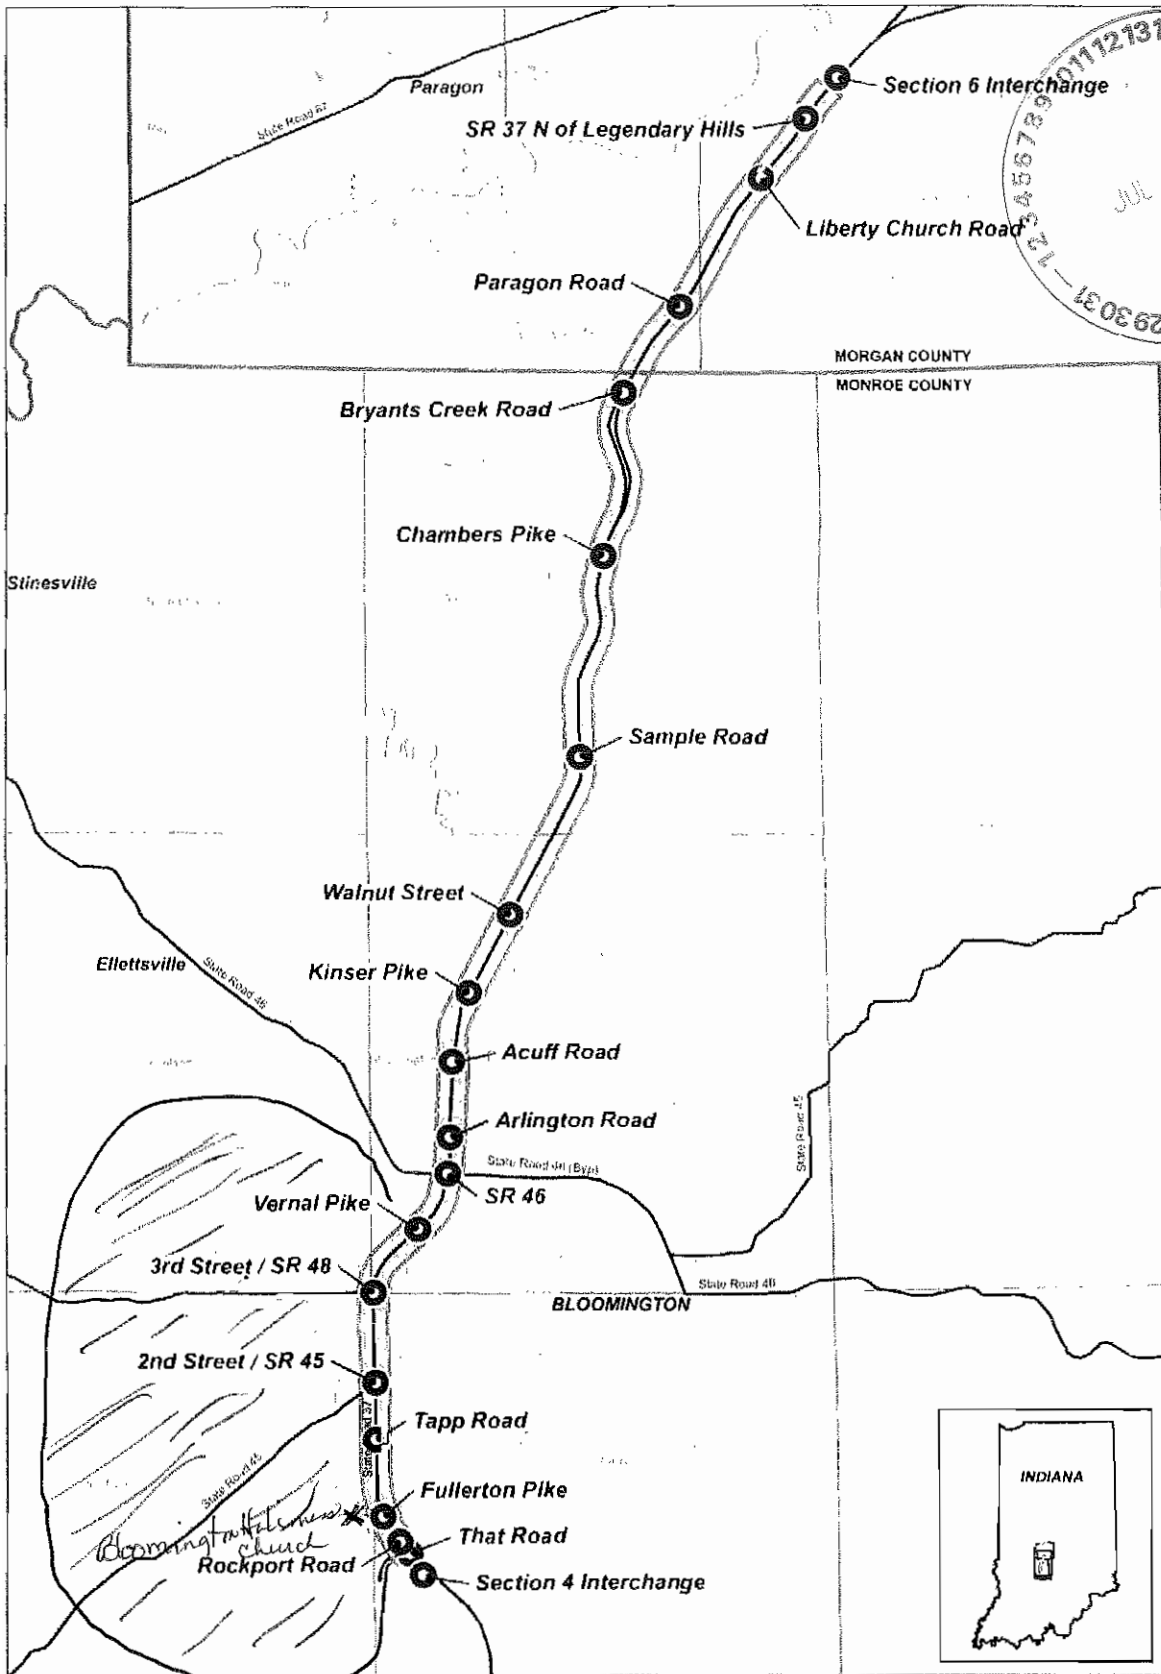 Paragon
State Road 67
Section 6 Interchange
SR 37 N of Legendary Hills
Liberty Church Road
JUL
Paragon Road
MORGAN COUNTY
MONROE COUNTY
Bryants Creek Road
Chambers Pike
Stinesville
Sample Road
Walnut Street
Ellettsville
State Road 46
Kinser Pike
Acuff Road
Arlington Road
State Road 46 (Byp)
State Road 45
SR 46
Vernal Pike
3rd Street / SR 48
State Road 46
BLOOMINGTON
2nd Street / SR 45
Tapp Road
State Road 37
State Road 45
INDIANA
Fullerton Pike
Bloomington
Church
That Road
Rockport Road
Section 4 Interchange